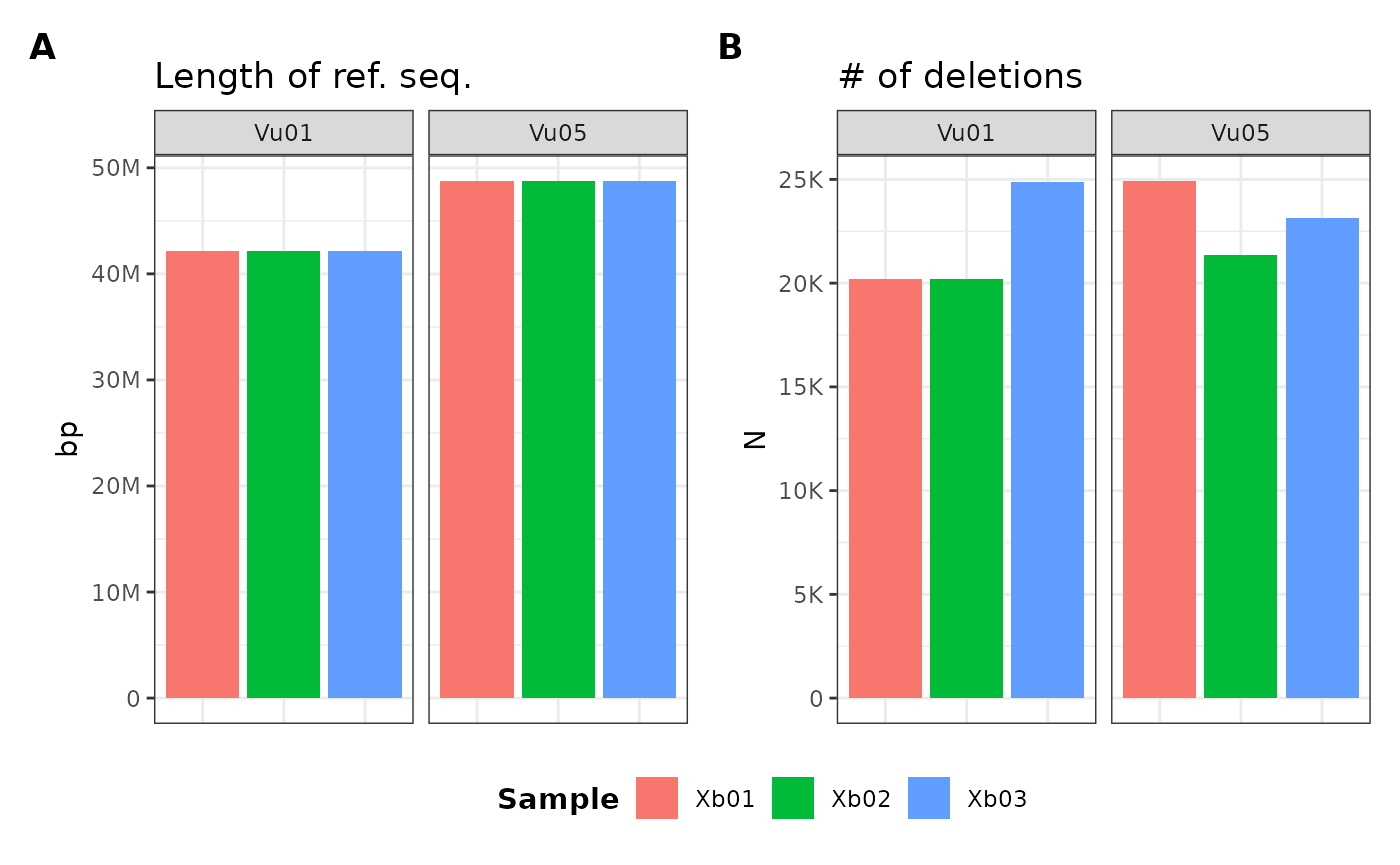 A
Length of ref. seq.
Vu01
Vu05
50M
40M
30M
20M
10M
0
bp
B
# of deletions
Vu01
Vu05
25K
20K
15K
10K
5K
0
N
Sample Xb01 Xb02 Xb03